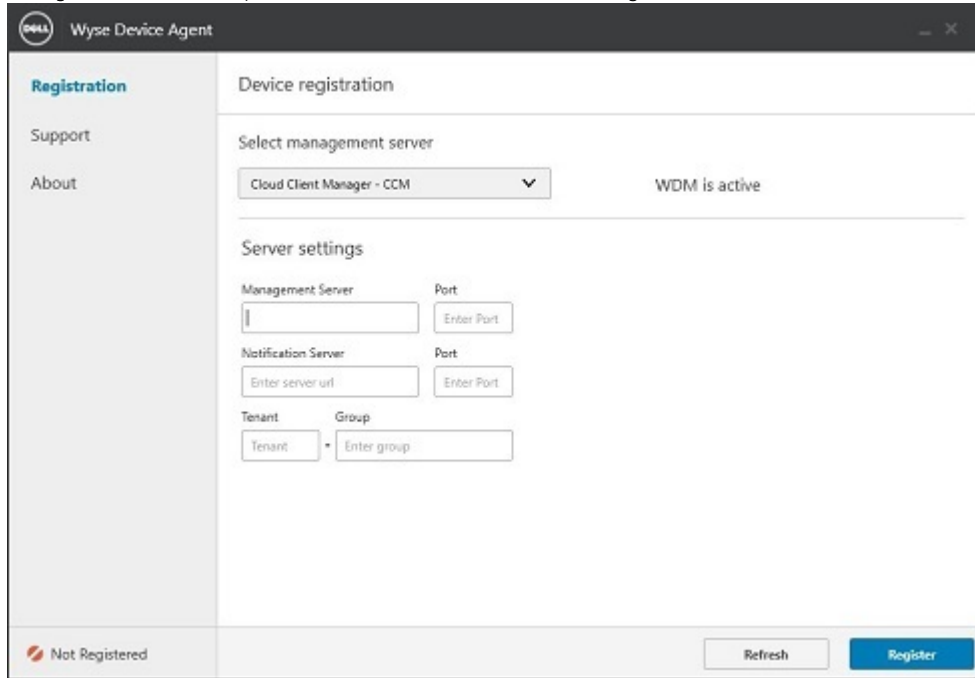 DELL Wyse Device Agent
Registration
Support
About
Device registration
Select management server
Cloud Client Manager - CCM
WDM is active
Server settings
Management Server Port
Enter Port
Notification Server Port
Enter server url Enter Port
Tenant Group
Tenant - Enter group
Not Registered
Refresh Register